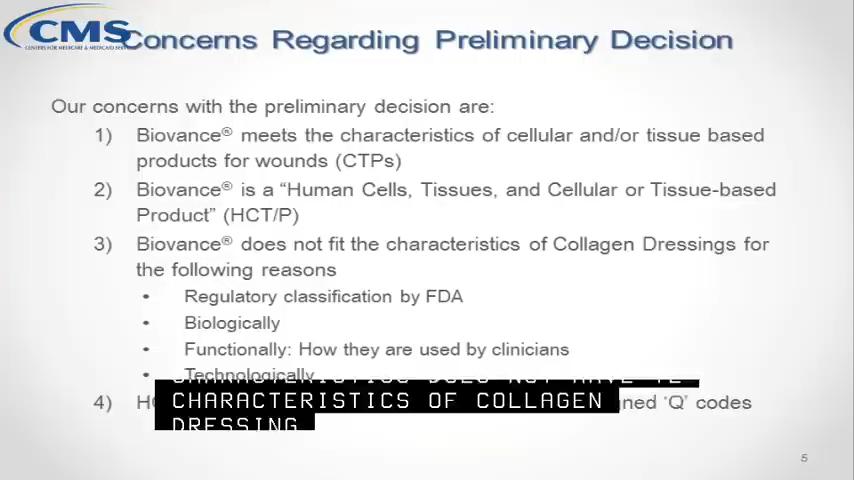 CMS
CENTERS FOR MEDICARE & MEDICAID
Concerns Regarding Preliminary Decision
Our concerns with the preliminary decision are:
1) Biovance® meets the characteristics of cellular and/or tissue based
products for wounds (CTPs)
2) Biovance® is a “Human Cells, Tissues, and Cellular or Tissue-based
Product” (HCT/P)
3) Biovance® does not fit the characteristics of Collagen Dressings for
the following reasons
• Regulatory classification by FDA
• Biologically
• Functionally: How they are used by clinicians
• Technologically
CHARACTERISTICS DOES NOT HAVE
4) ‘Q’ codes
CHARACTERISTICS OF COLLAGEN
DRESSING
5